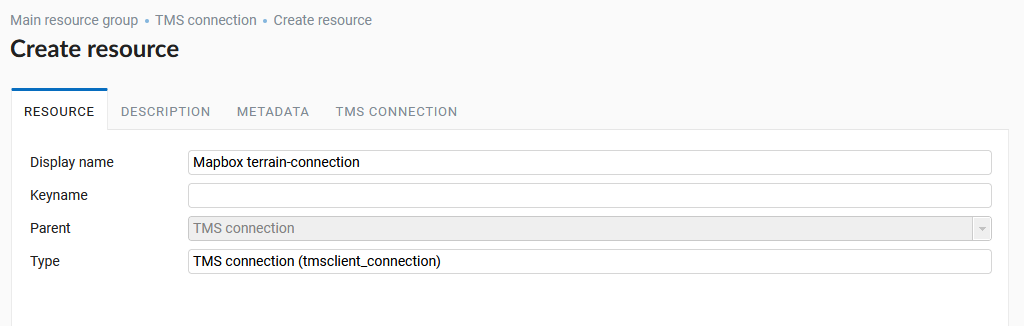 Main resource group • TMS connection • Create resource
Create resource
RESOURCE DESCRIPTION METADATA TMS CONNECTION
Display name Mapbox terrain-connection
Keyname
Parent TMS connection
Type TMS connection (tmsclient_connection)